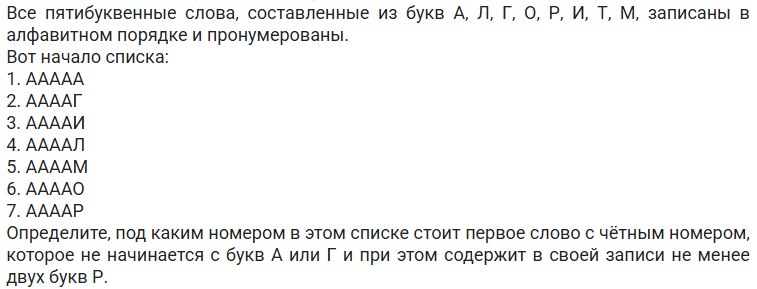 Все пятибуквенные слова, составленные из букв А, Л, Г, О, Р, И, Т, М, записаны в
алфавитном порядке и пронумерованы.
Вот начало списка:
1. ААААА
2. ААААГ
3. ААААИ
4. ААААЛ
5. ААААМ
6. ААААО
7. ААААР
Определите, под каким номером в этом списке стоит первое слово с чётным номером,
которое не начинается с букв А или Г и при этом содержит в своей записи не менее
двух букв Р.